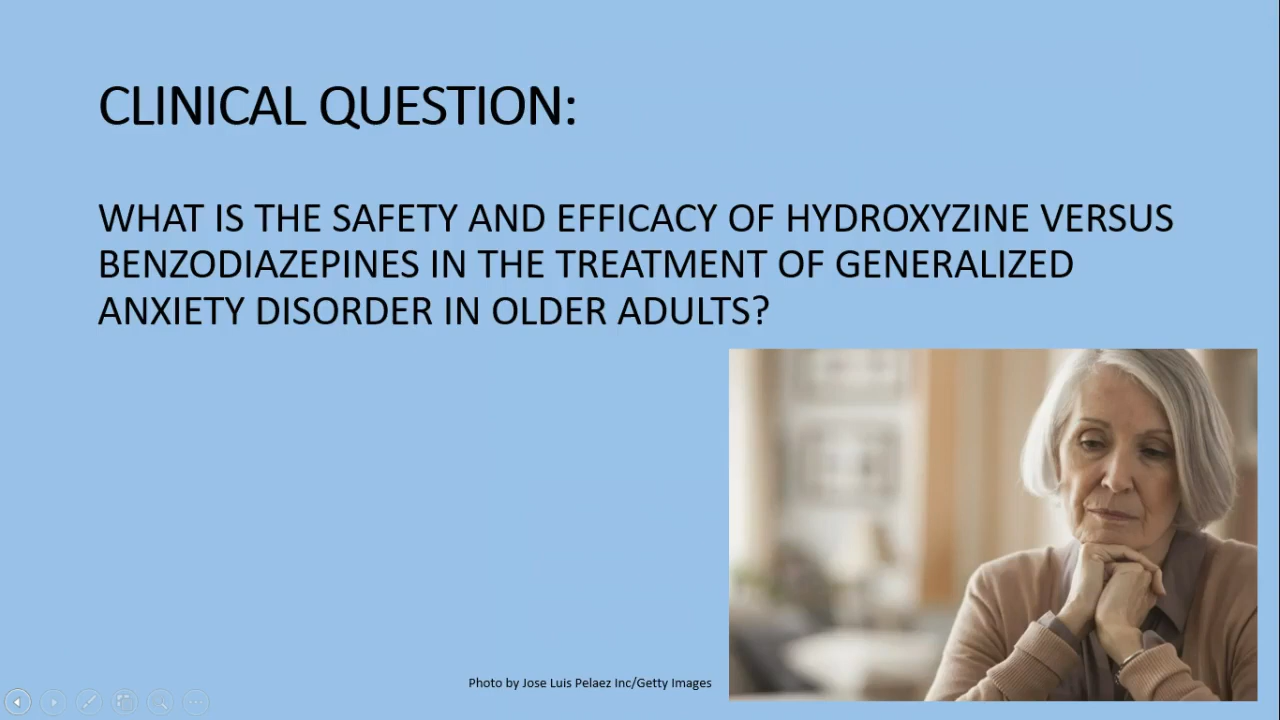 CLINICAL QUESTION:
WHAT IS THE SAFETY AND EFFICACY OF HYDROXYZINE VERSUS
BENZODIAZEPINES IN THE TREATMENT OF GENERALIZED
ANXIETY DISORDER IN OLDER ADULTS?
Photo by Jose Luis Pelaez Inc/Getty Images